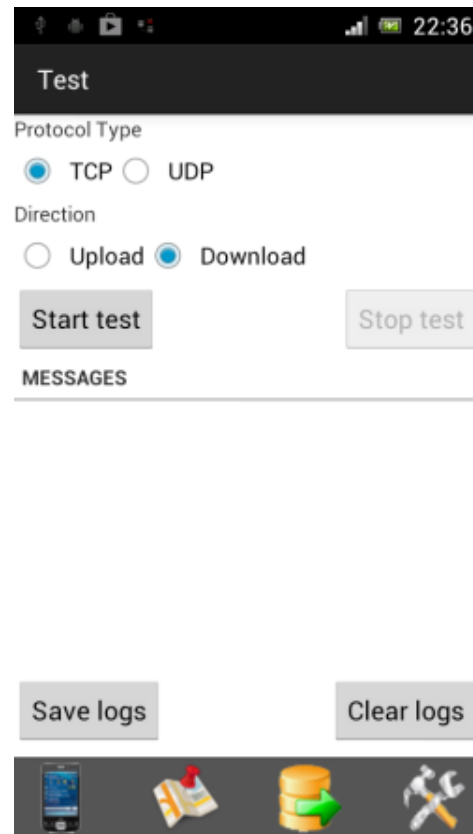 22:36
Test
Protocol Type
TCP UDP
Direction
Upload Download
Start test Stop test
MESSAGES
Save logs Clear logs